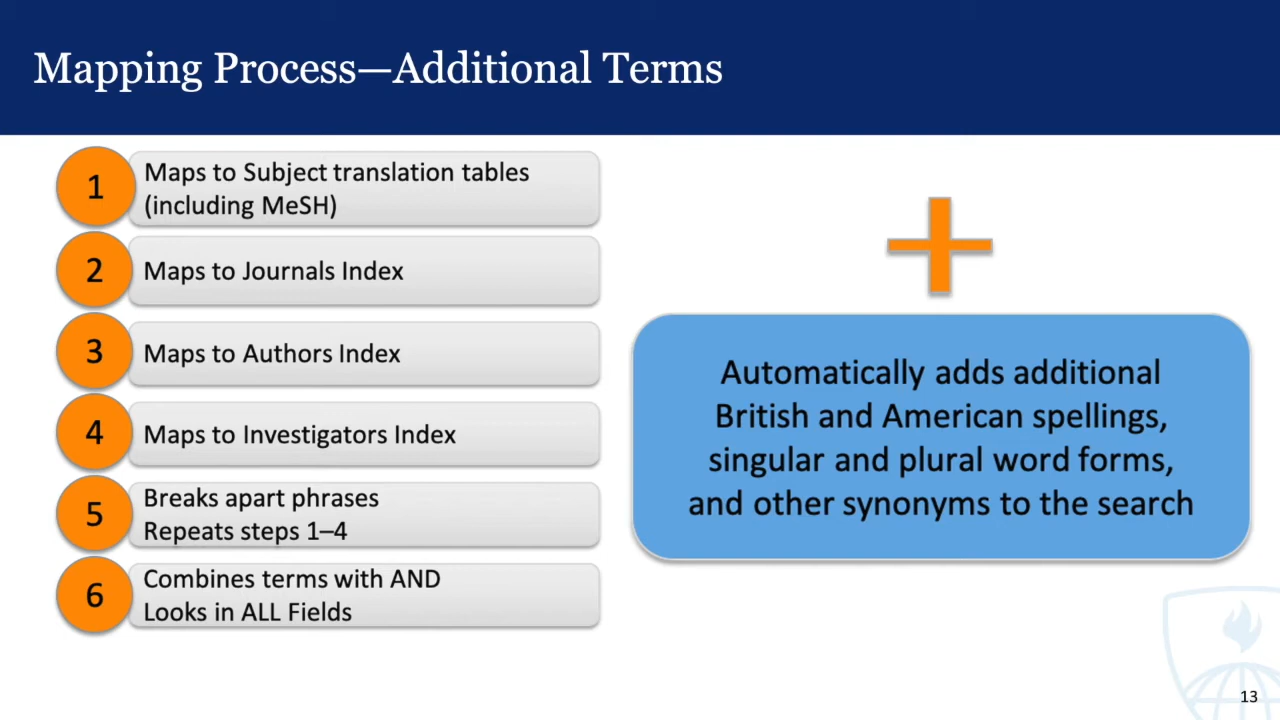 Mapping Process—Additional Terms
1
Maps to Subject translation tables
(including MeSH)
2
Maps to Journals Index
3
Maps to Authors Index
4
Maps to Investigators Index
5
Breaks apart phrases
Repeats steps 1–4
6
Combines terms with AND
Looks in ALL Fields
Automatically adds additional
British and American spellings,
singular and plural word forms,
and other synonyms to the search
13